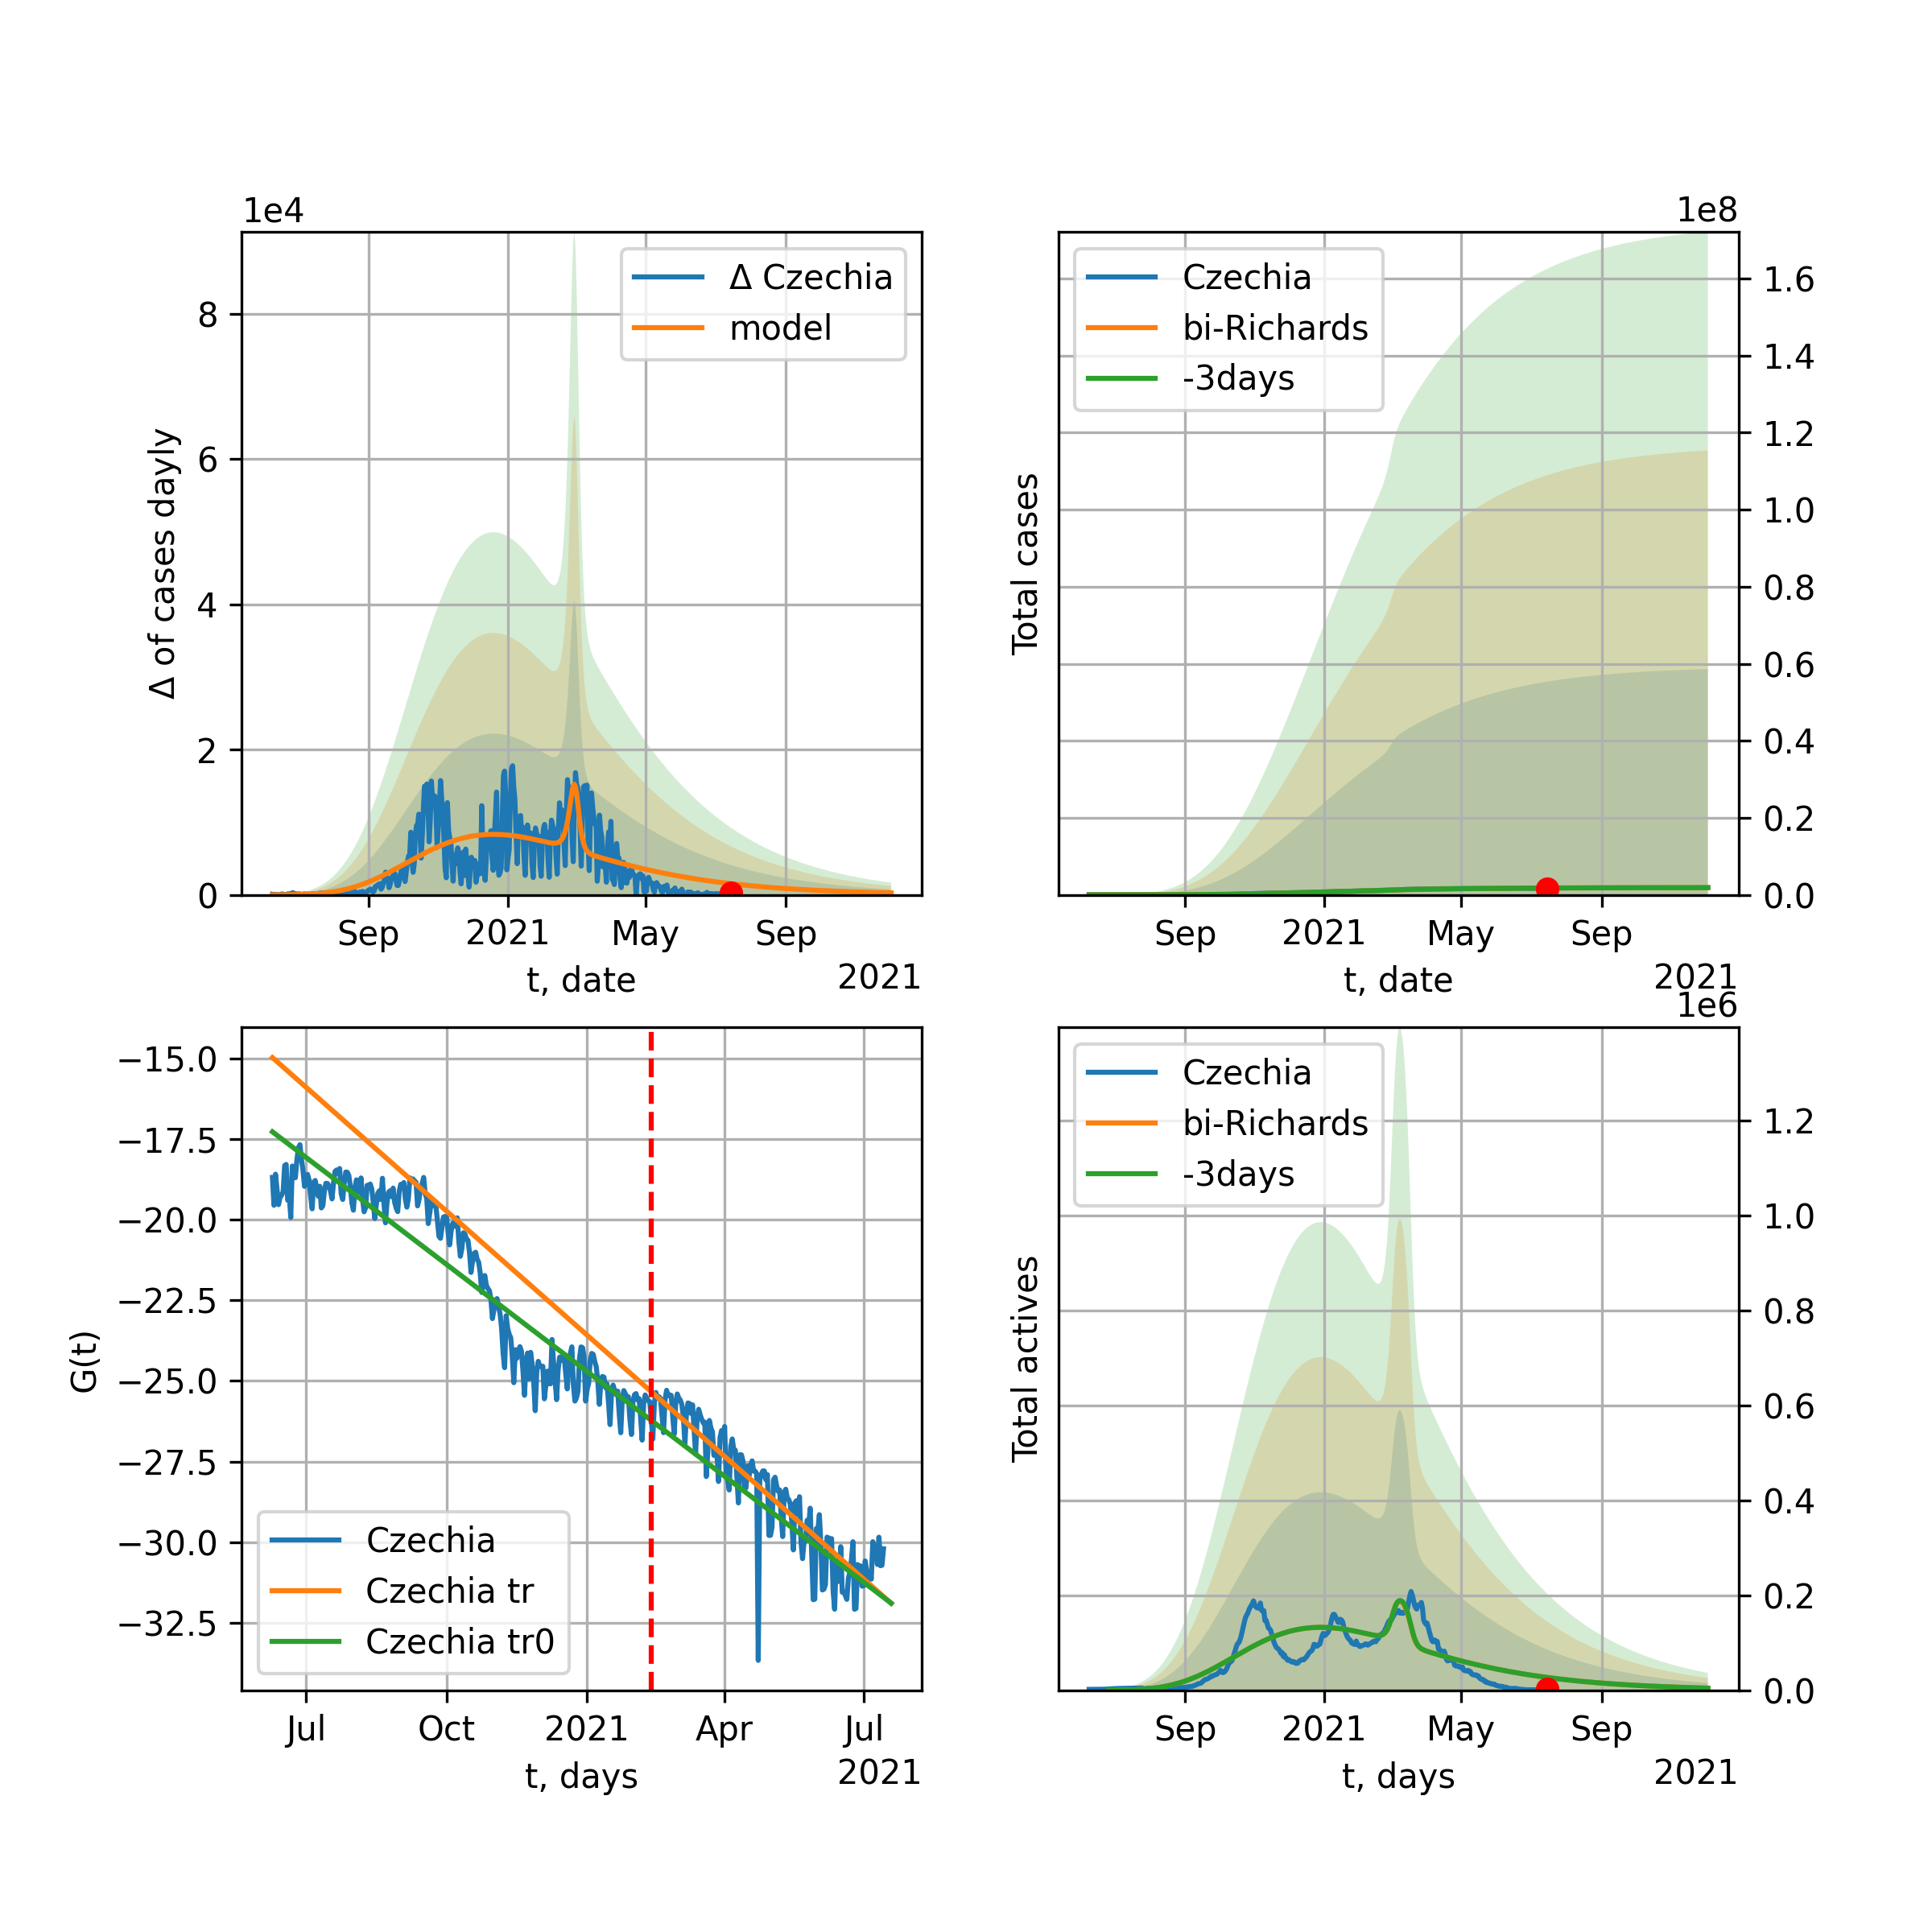 1e4
Δ of cases dayly
8
6
4
2
0
Δ Czechia
model
Sep
2021
May
Sep
t, date
2021
1e8
Total cases
Czechia
bi-Richards
-3days
1.6
1.4
1.2
1.0
0.8
0.6
0.4
0.2
0.0
Sep
2021
May
Sep
t, date
2021
G(t)
−15.0
−17.5
−20.0
−22.5
−25.0
−27.5
−30.0
−32.5
Czechia
Czechia tr
Czechia tr0
Jul
Oct
2021
Apr
Jul
t, days
2021
1e6
Total actives
Czechia
bi-Richards
-3days
1.2
1.0
0.8
0.6
0.4
0.2
0.0
Sep
2021
May
Sep
t, days
2021